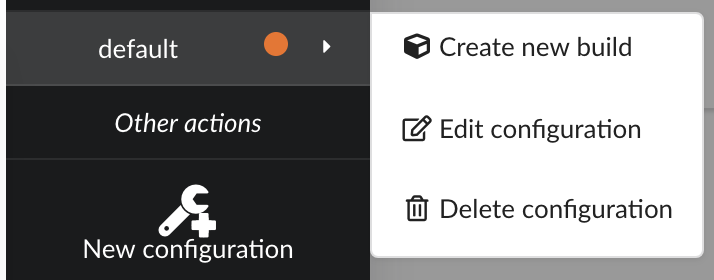 default
Create new build
Other actions
Edit configuration
New configuration
Delete configuration